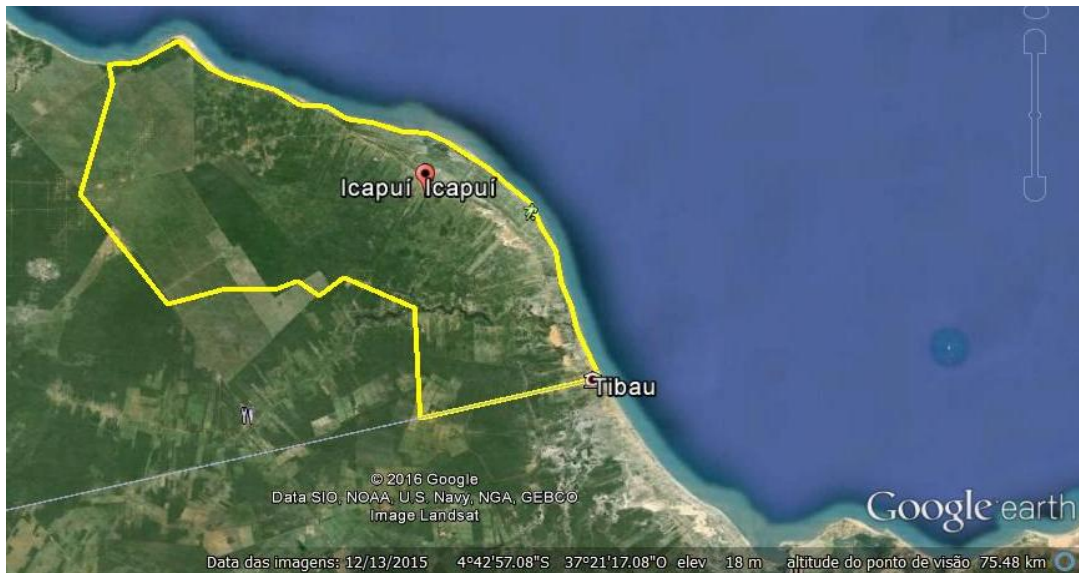 Icapuí Icapuí
Tibau
© 2016 Google
Data SIO, NOAA, U.S. Navy, NGA, GEBCO
Image Landsat
Google earth
Data das imagens: 12/13/2015 4°42'57.08"S 37°21'17.08"O elev 18 m altitude do ponto de visão 75.48 km